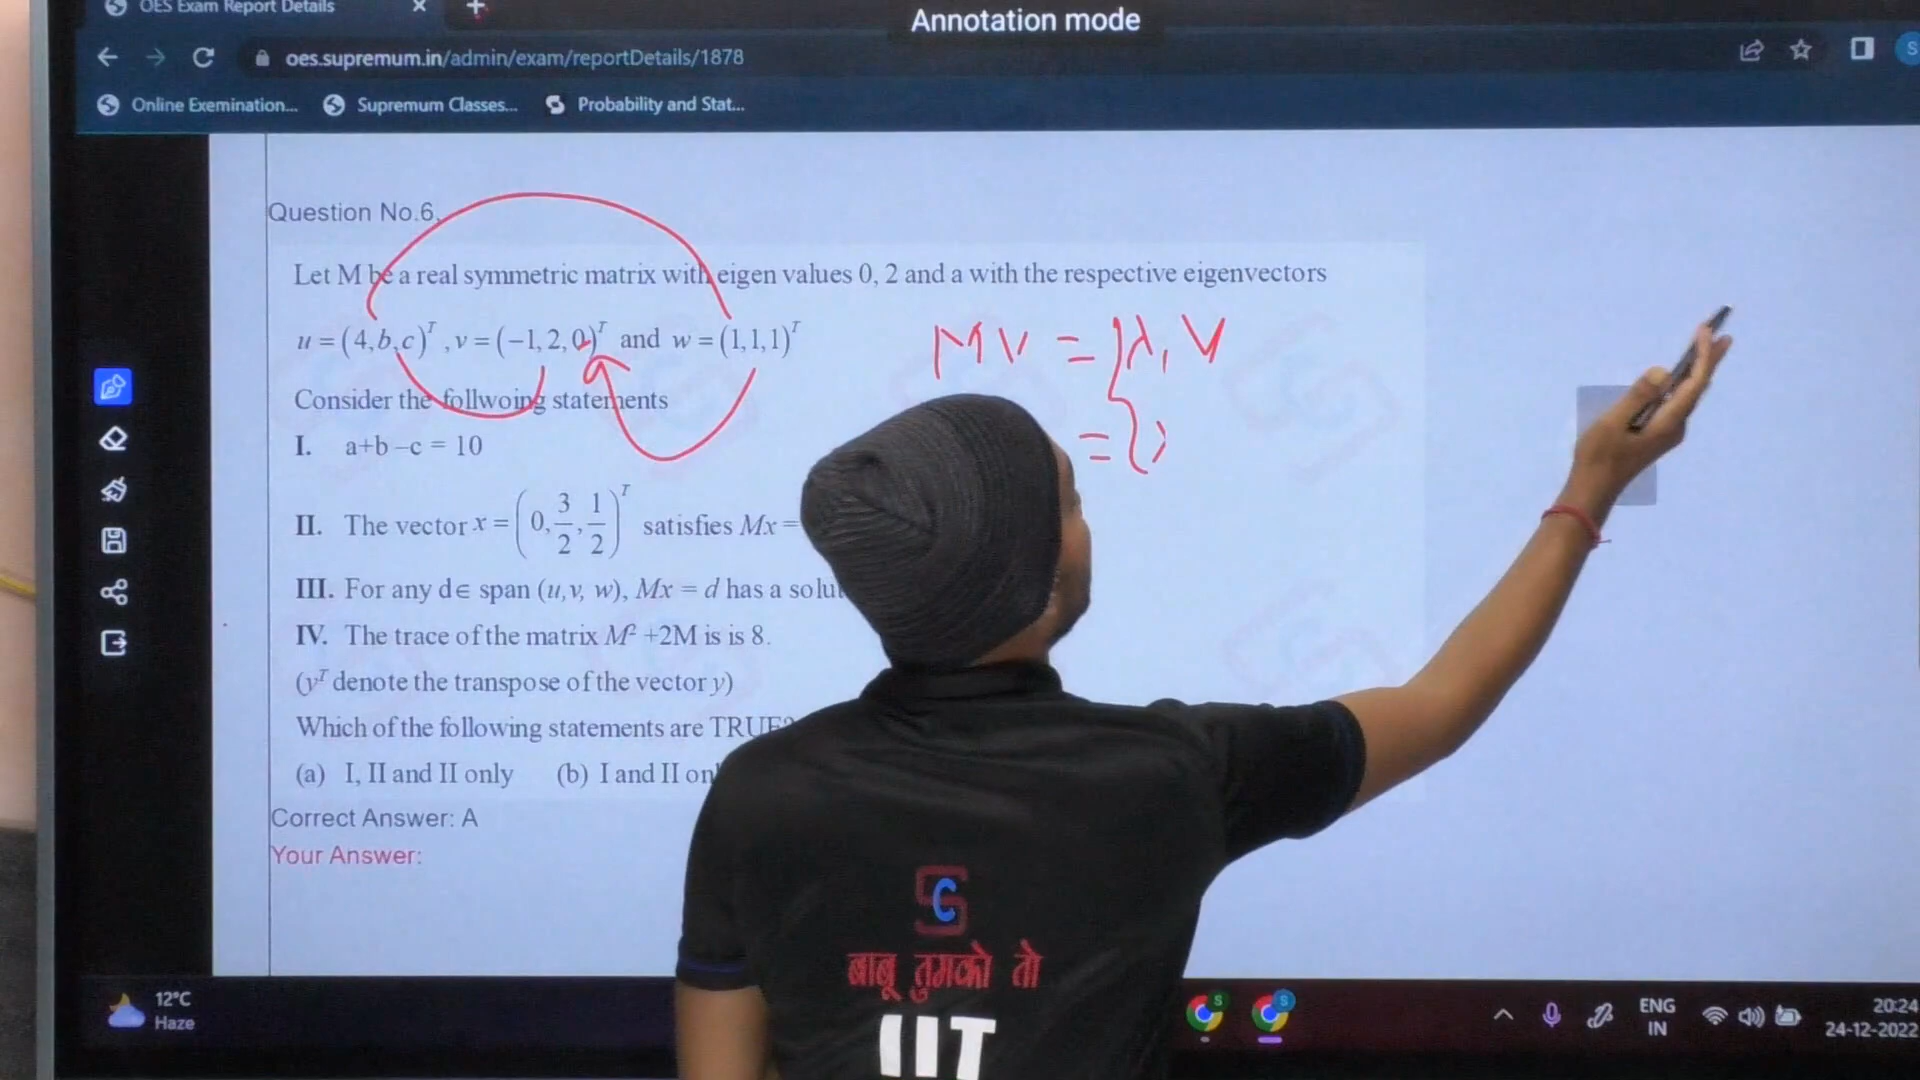 Annotation mode
OES Exam Report Details
oes.supremum.in/admin/exam/reportDetails/1878
Online Exemination... Supremum Classes... Probability and Stat...
Question No.6.
Let M be a real symmetric matrix with eigen values 0, 2 and a with the respective eigenvectors
u = (4, b, c)^T , v = (−1, 2, 0)^T and w = (1, 1, 1)^T
MV = λ, V
Consider the follwoing statements
=
I. a+b –c = 10
II. The vector x = (0, 3/2, 1/2)^T satisfies Mx =
III. For any d∈ span (u, v, w), Mx = d has a solu
IV. The trace of the matrix M² +2M is is 8.
(y^T denote the transpose of the vector y)
Which of the following statements are TRUE?
(a) I, II and II only (b) I and II on
Correct Answer: A
Your Answer:
SC
बाबू तुमको तो
IIT
12°C
Haze
ENG
IN
20:24
24-12-2022